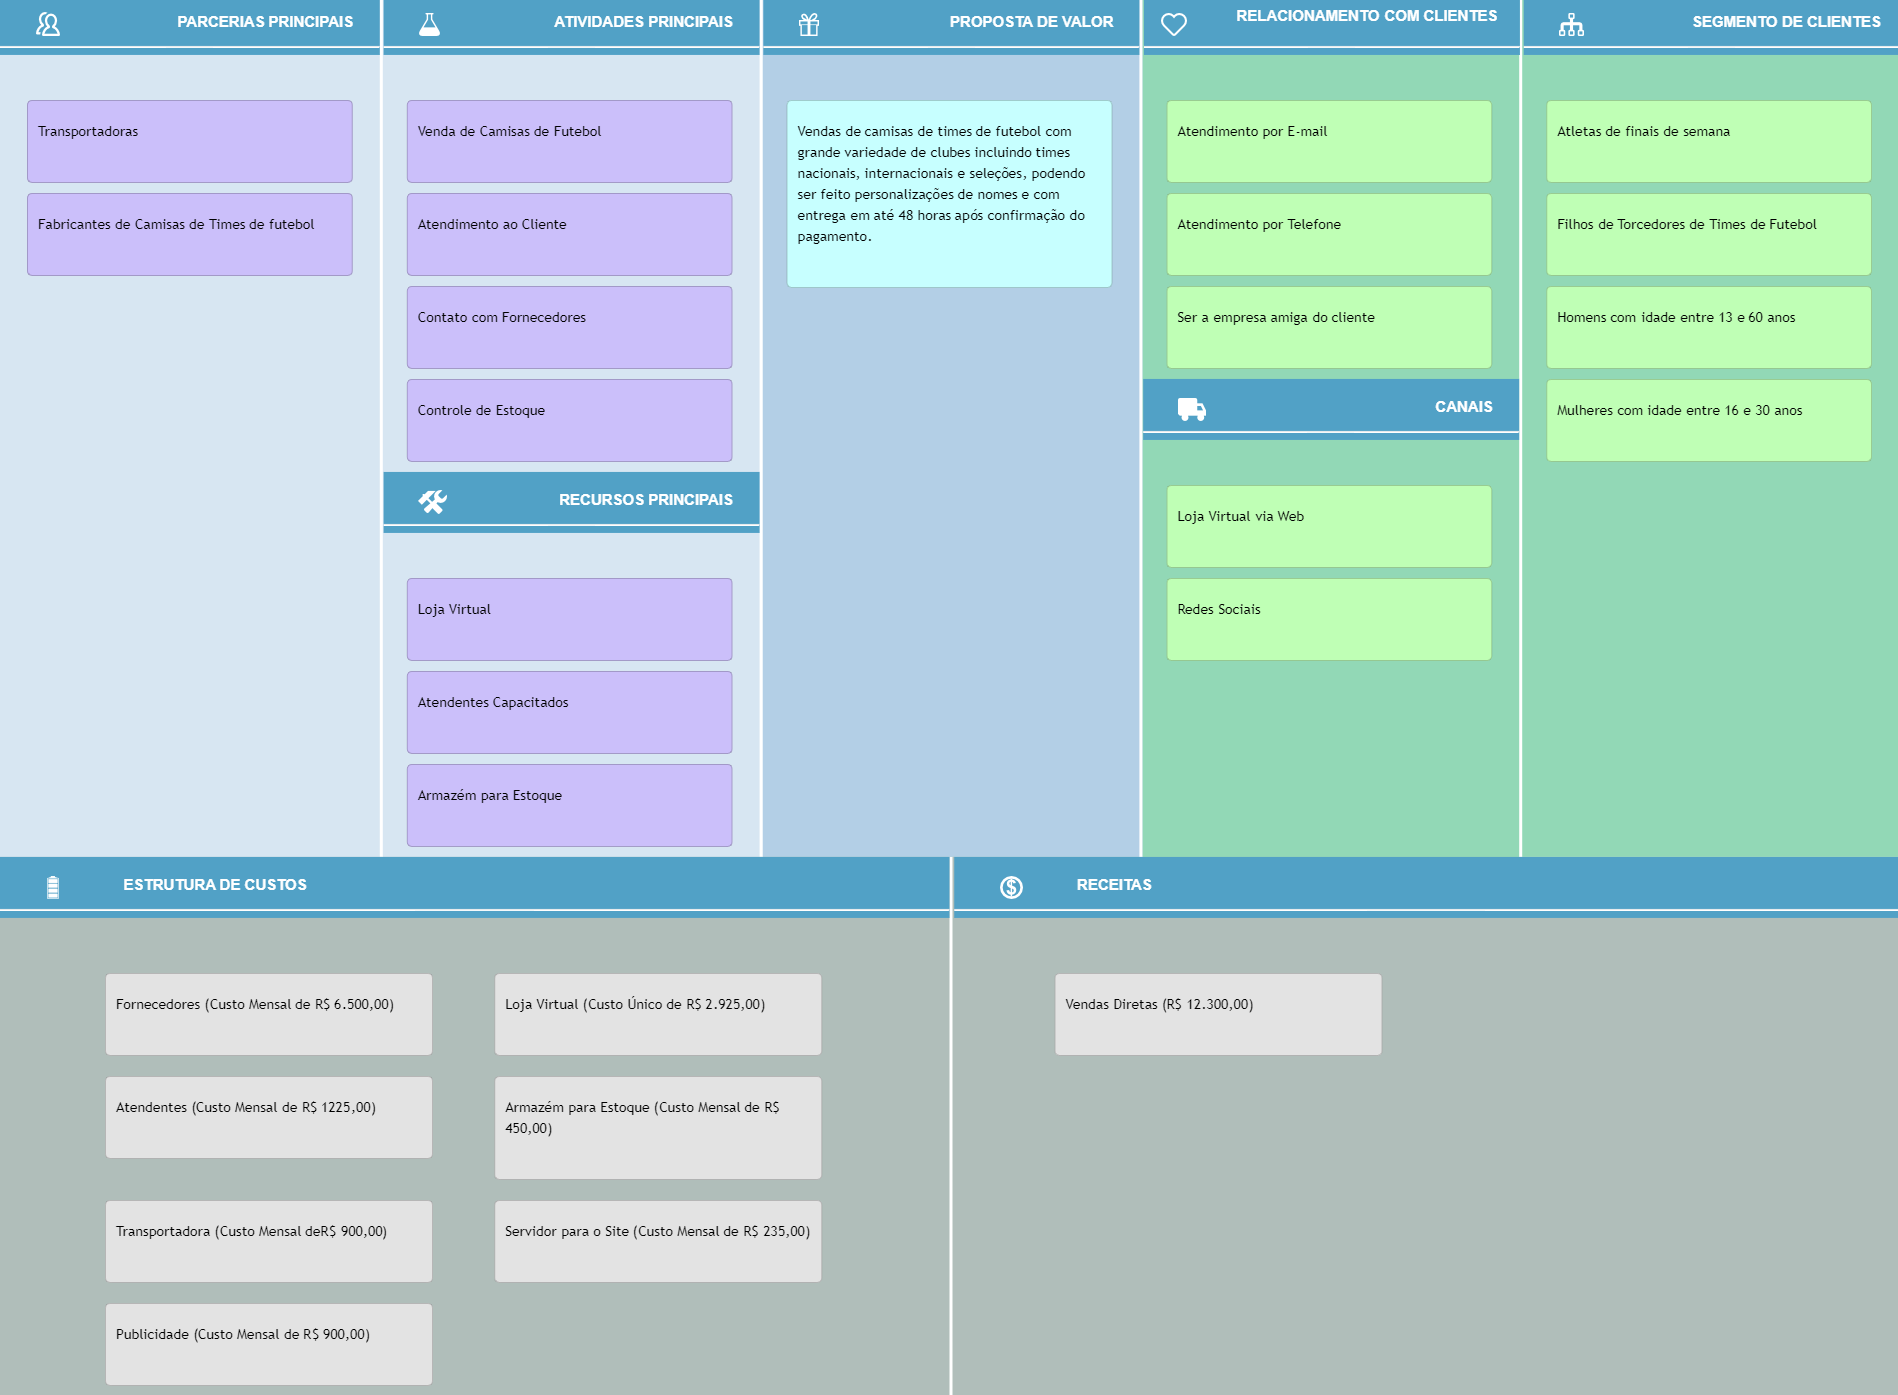 PARCERIAS PRINCIPAIS
Transportadoras
Fabricantes de Camisas de Times de futebol
ATIVIDADES PRINCIPAIS
Venda de Camisas de Futebol
Atendimento ao Cliente
Contato com Fornecedores
Controle de Estoque
RECURSOS PRINCIPAIS
Loja Virtual
Atendentes Capacitados
Armazém para Estoque
PROPOSTA DE VALOR
Vendas de camisas de times de futebol com
grande variedade de clubes incluindo times
nacionais, internacionais e seleções, podendo
ser feito personalizações de nomes e com
entrega em até 48 horas após confirmação do
pagamento.
RELACIONAMENTO COM CLIENTES
Atendimento por E-mail
Atendimento por Telefone
Ser a empresa amiga do cliente
CANAIS
Loja Virtual via Web
Redes Sociais
SEGMENTO DE CLIENTES
Atletas de finais de semana
Filhos de Torcedores de Times de Futebol
Homens com idade entre 13 e 60 anos
Mulheres com idade entre 16 e 30 anos
ESTRUTURA DE CUSTOS
Fornecedores (Custo Mensal de R$ 6.500,00)
Loja Virtual (Custo Único de R$ 2.925,00)
Atendentes (Custo Mensal de R$ 1225,00)
Armazém para Estoque (Custo Mensal de R$
450,00)
Transportadora (Custo Mensal deR$ 900,00)
Servidor para o Site (Custo Mensal de R$ 235,00)
Publicidade (Custo Mensal de R$ 900,00)
RECEITAS
Vendas Diretas (R$ 12.300,00)